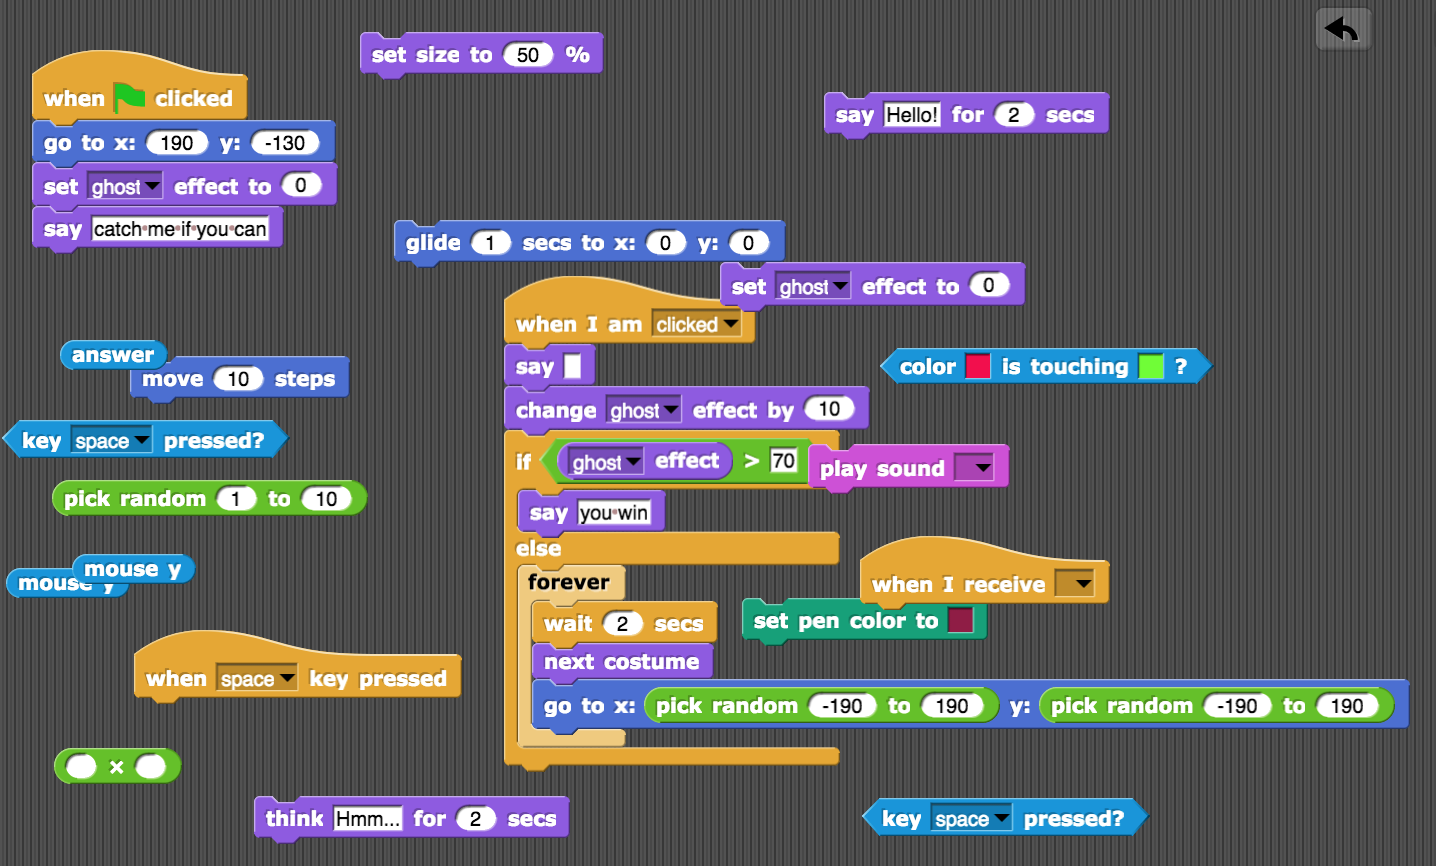 set size to 50 %
when clicked
say Hello! for 2 secs
go to x: 190 y: -130
set ghost effect to 0
say catch me if you can
glide 1 secs to x: 0 y: 0
set ghost effect to 0
when I am clicked
answer
say
color is touching ?
move 10 steps
change ghost effect by 10
key space pressed?
if ghost effect > 70
play sound
pick random 1 to 10
say you win
else
mouse y
mouse y
forever
when I receive
wait 2 secs
set pen color to
next costume
when space key pressed
go to x: pick random -190 to 190 y: pick random -190 to 190
×
think Hmm... for 2 secs
key space pressed?